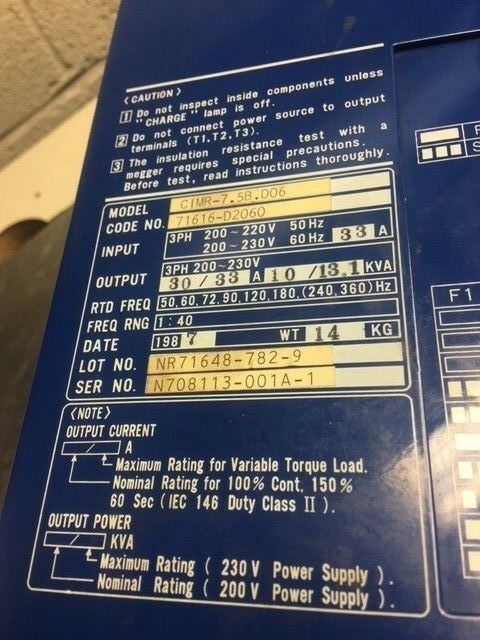 〈CAUTION〉
1 Do not inspect inside components unless
"CHARGE" lamp is off.
2 Do not connect power source to output
terminals (T1,T2,T3).
3 The insulation resistance test with a
megger requires special precautions.
Before test, read instructions thoroughly.
MODEL CIMR-7.5B.D06
CODE NO. 71616-D2060
INPUT 3PH 200~220V 50Hz
200~230V 60Hz 33 A
OUTPUT 3PH 200~230V
30/33 A 10/13.1 KVA
RTD FREQ 50,60,72,90,120,180,(240,360)Hz
FREQ RNG 1:40
DATE 198 7 WT 14 KG
LOT NO. NR71648-782-9
SER NO. N708113-001A-1
〈NOTE〉
OUTPUT CURRENT
/ A
Maximum Rating for Variable Torque Load.
Nominal Rating for 100% Cont, 150%
60 Sec (IEC 146 Duty Class II).
OUTPUT POWER
/ KVA
Maximum Rating ( 230V Power Supply ).
Nominal Rating ( 200V Power Supply ).
F
S
F1